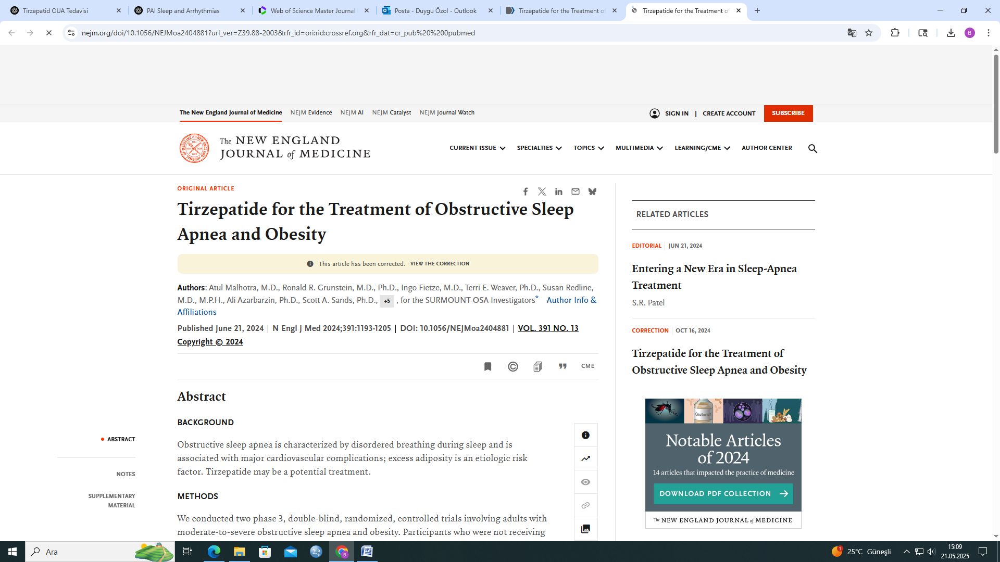 Tirzepatid OUA Tedavisi
PAI Sleep and Arrhythmias
Web of Science Master Journal
Posta - Duygu Özol - Outlook
Tirzepatide for the Treatment of
Tirzepatide for the Treatment of
nejm.org/doi/10.1056/NEJMoa2404881?url_ver=Z39.88-2003&rfr_id=ori:rid:crossref.org&rfr_dat=cr_pub%20%200pubmed
B
The New England Journal of Medicine
NEJM Evidence
NEJM AI
NEJM Catalyst
NEJM Journal Watch
SIGN IN | CREATE ACCOUNT
SUBSCRIBE
The NEW ENGLAND
JOURNAL of MEDICINE
CURRENT ISSUE
SPECIALTIES
TOPICS
MULTIMEDIA
LEARNING/CME
AUTHOR CENTER
ORIGINAL ARTICLE
Tirzepatide for the Treatment of Obstructive Sleep
Apnea and Obesity
This article has been corrected. VIEW THE CORRECTION
Authors: Atul Malhotra, M.D., Ronald R. Grunstein, M.D., Ph.D., Ingo Fietze, M.D., Terri E. Weaver, Ph.D., Susan Redline,
M.D., M.P.H., Ali Azarbarzin, Ph.D., Scott A. Sands, Ph.D., +5 , for the SURMOUNT-OSA Investigators* Author Info &
Affiliations
Published June 21, 2024 | N Engl J Med 2024;391:1193-1205 | DOI: 10.1056/NEJMoa2404881 | VOL. 391 NO. 13
Copyright © 2024
CME
Abstract
BACKGROUND
Obstructive sleep apnea is characterized by disordered breathing during sleep and is
associated with major cardiovascular complications; excess adiposity is an etiologic risk
factor. Tirzepatide may be a potential treatment.
METHODS
We conducted two phase 3, double-blind, randomized, controlled trials involving adults with
moderate-to-severe obstructive sleep apnea and obesity. Participants who were not receiving
ABSTRACT
NOTES
SUPPLEMENTARY
MATERIAL
RELATED ARTICLES
EDITORIAL | JUN 21, 2024
Entering a New Era in Sleep-Apnea
Treatment
S.R. Patel
CORRECTION | OCT 16, 2024
Tirzepatide for the Treatment of
Obstructive Sleep Apnea and Obesity
Omalizumab
Notable Articles
of 2024
14 articles that impacted the practice of medicine
DOWNLOAD PDF COLLECTION
The NEW ENGLAND JOURNAL of MEDICINE
Ara
25°C Güneşli
15:09
21.05.2025